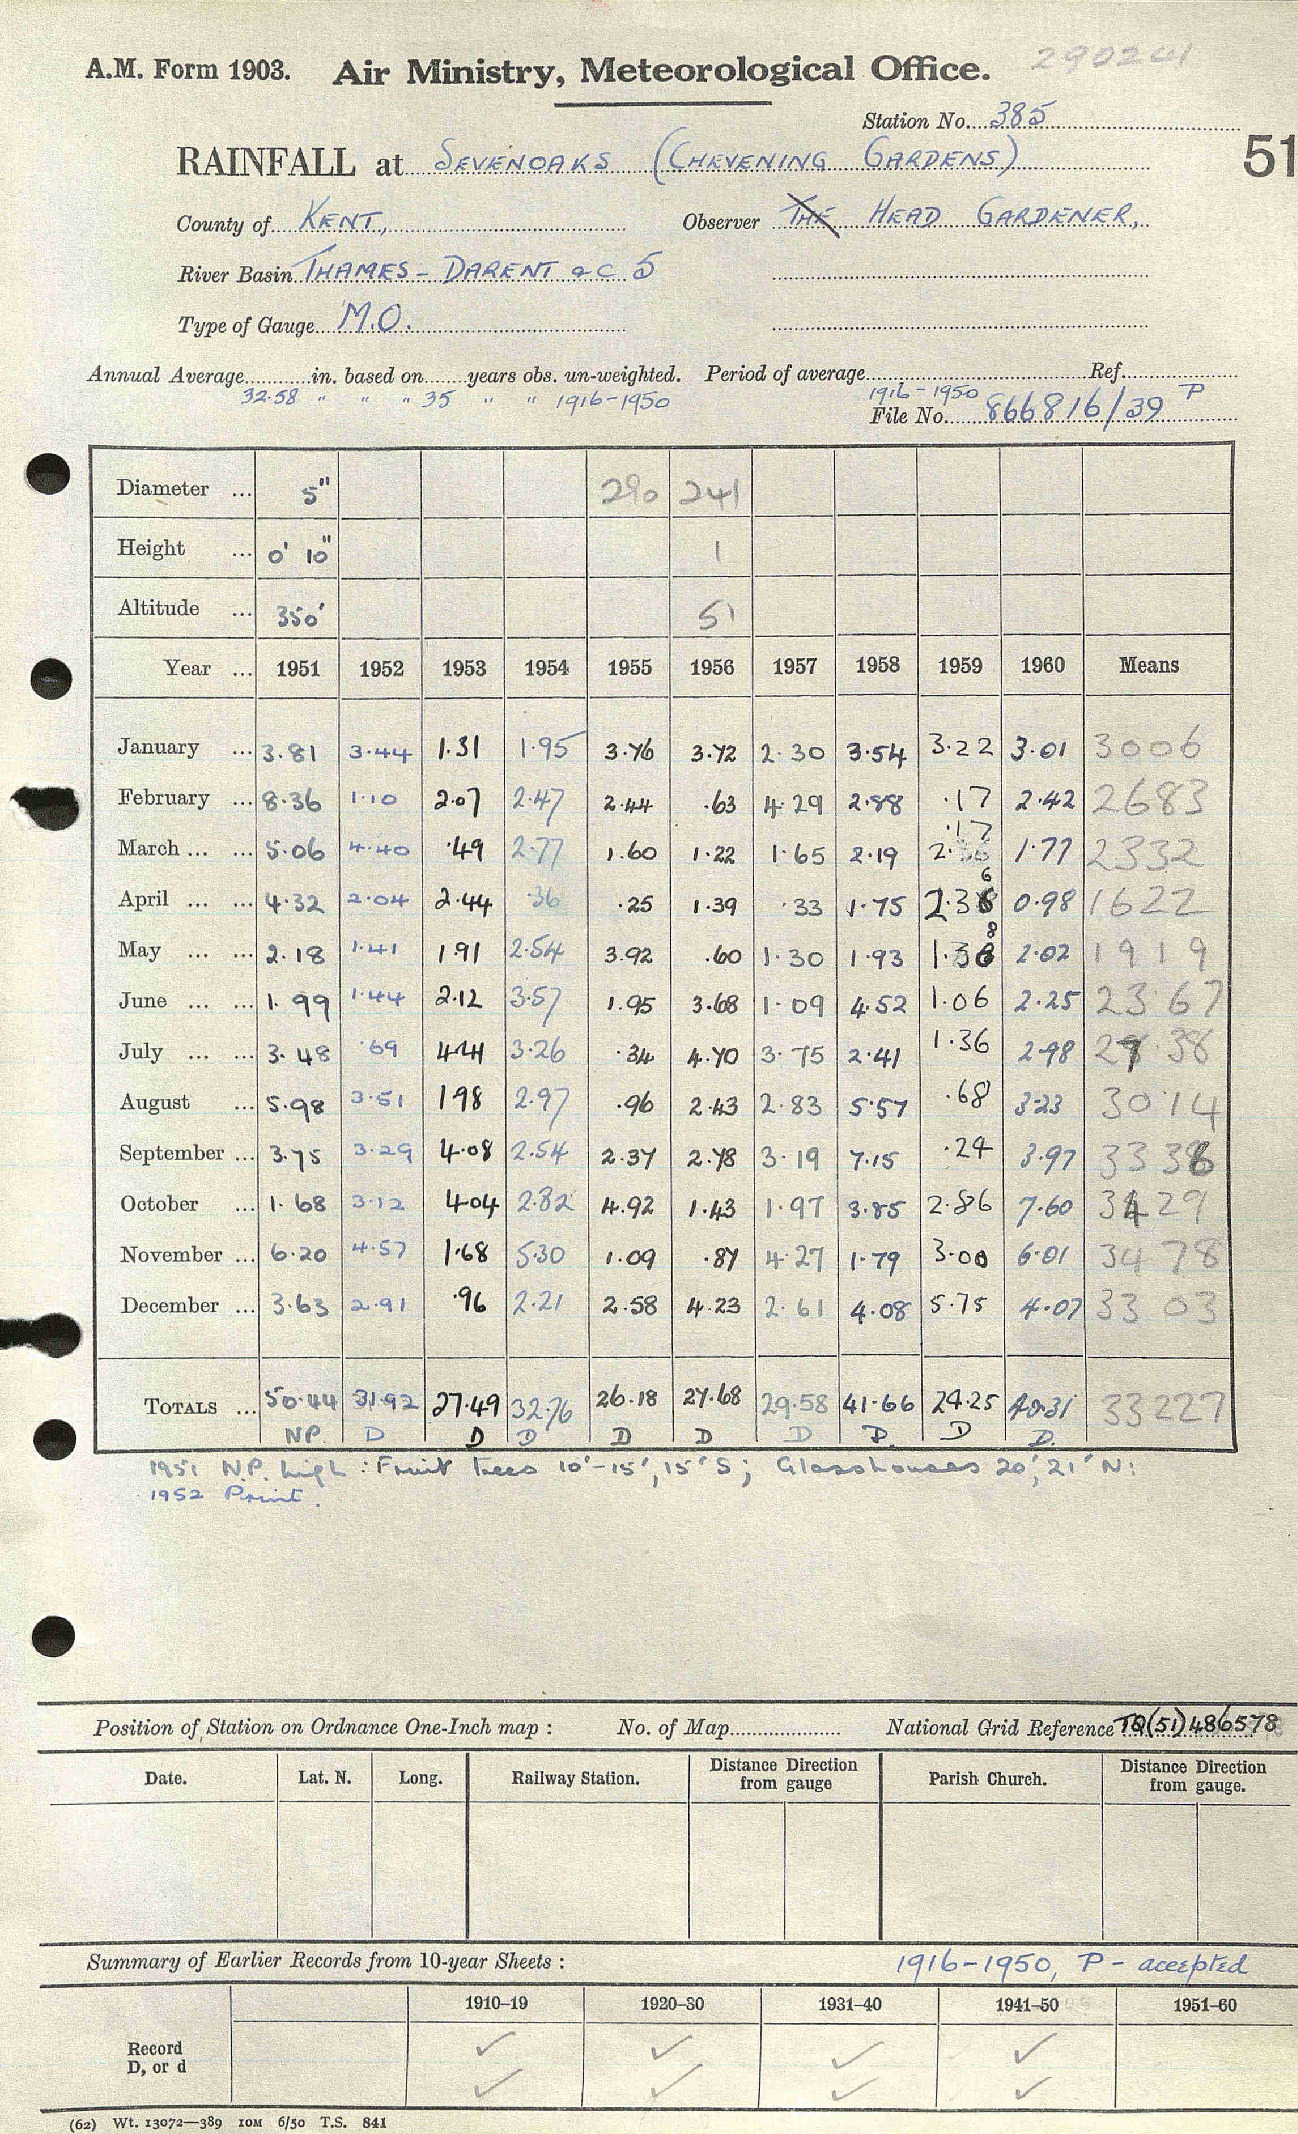 A.M. Form 1903. Air Ministry, Meteorological Office. 290241
Station No. 385
RAINFALL at SEVENOAKS (CHEVENING GARDENS) 51
County of KENT, Observer THE HEAD GARDENER,
River Basin THAMES - DARENT &C 5
Type of Gauge M.O.
Annual Average in. based on years obs. un-weighted. Period of average Ref.
32.58 " " " 35 " " 1916-1950 1916-1950 P
File No. 866816/39
Diameter ... 5" 290 241
Height ... 0' 10" 1
Altitude ... 350' 51
Year ... 1951 1952 1953 1954 1955 1956 1957 1958 1959 1960 Means
January ... 3.81 3.44 1.31 1.95 3.76 3.72 2.30 3.54 3.22 3.01 3006
February ... 8.36 1.10 2.07 2.47 2.44 .63 4.29 2.88 .17 2.42 2683
.17
March ... ... 5.06 4.40 .49 2.77 1.60 1.22 1.65 2.19 1.77 2332
6
April ... ... 4.32 2.04 2.44 .36 .25 1.39 .33 1.75 2.36 0.98 1622
8
May ... ... 2.18 1.41 1.91 2.54 3.92 .60 1.30 1.93 1.38 2.02 1919
June ... ... 1.99 1.44 2.12 3.57 1.95 3.68 1.09 4.52 1.06 2.25 2367
July ... ... 3.48 .69 4.41 3.26 .34 4.70 3.75 2.41 1.36 2.98 2738
August ... 5.98 3.51 1.98 2.97 .96 2.43 2.83 5.57 .68 3.23 3014
September ... 3.75 3.29 4.08 2.54 2.37 2.78 3.19 7.15 .24 3.97 3336
October ... 1.68 3.12 4.04 2.82 4.92 1.43 1.97 3.85 2.86 7.60 3429
November ... 6.20 4.57 1.68 5.30 1.09 .87 4.27 1.79 3.00 6.01 3478
December ... 3.63 2.91 .96 2.21 2.58 4.23 2.61 4.08 5.75 4.07 3303
TOTALS ... 50.44 31.92 27.49 32.76 26.18 27.68 29.58 41.66 24.25 40.31 33227
NP. D D D D D D D. D D.
1951 NP. high : Fruit trees 10'-15', 15' S; Glasshouses 20', 21' N:
1952 Print.
Position of Station on Ordnance One-Inch map : No. of Map National Grid Reference TQ(51)486578
Date. Lat. N. Long. Railway Station. Distance Direction from gauge Parish Church. Distance Direction from gauge.
Summary of Earlier Records from 10-year Sheets : 1916-1950, P - accepted
1910–19 1920–30 1931–40 1941–50 1951–60
Record
D, or d
(62) Wt. 13072—389 10M 6/50 T.S. 841